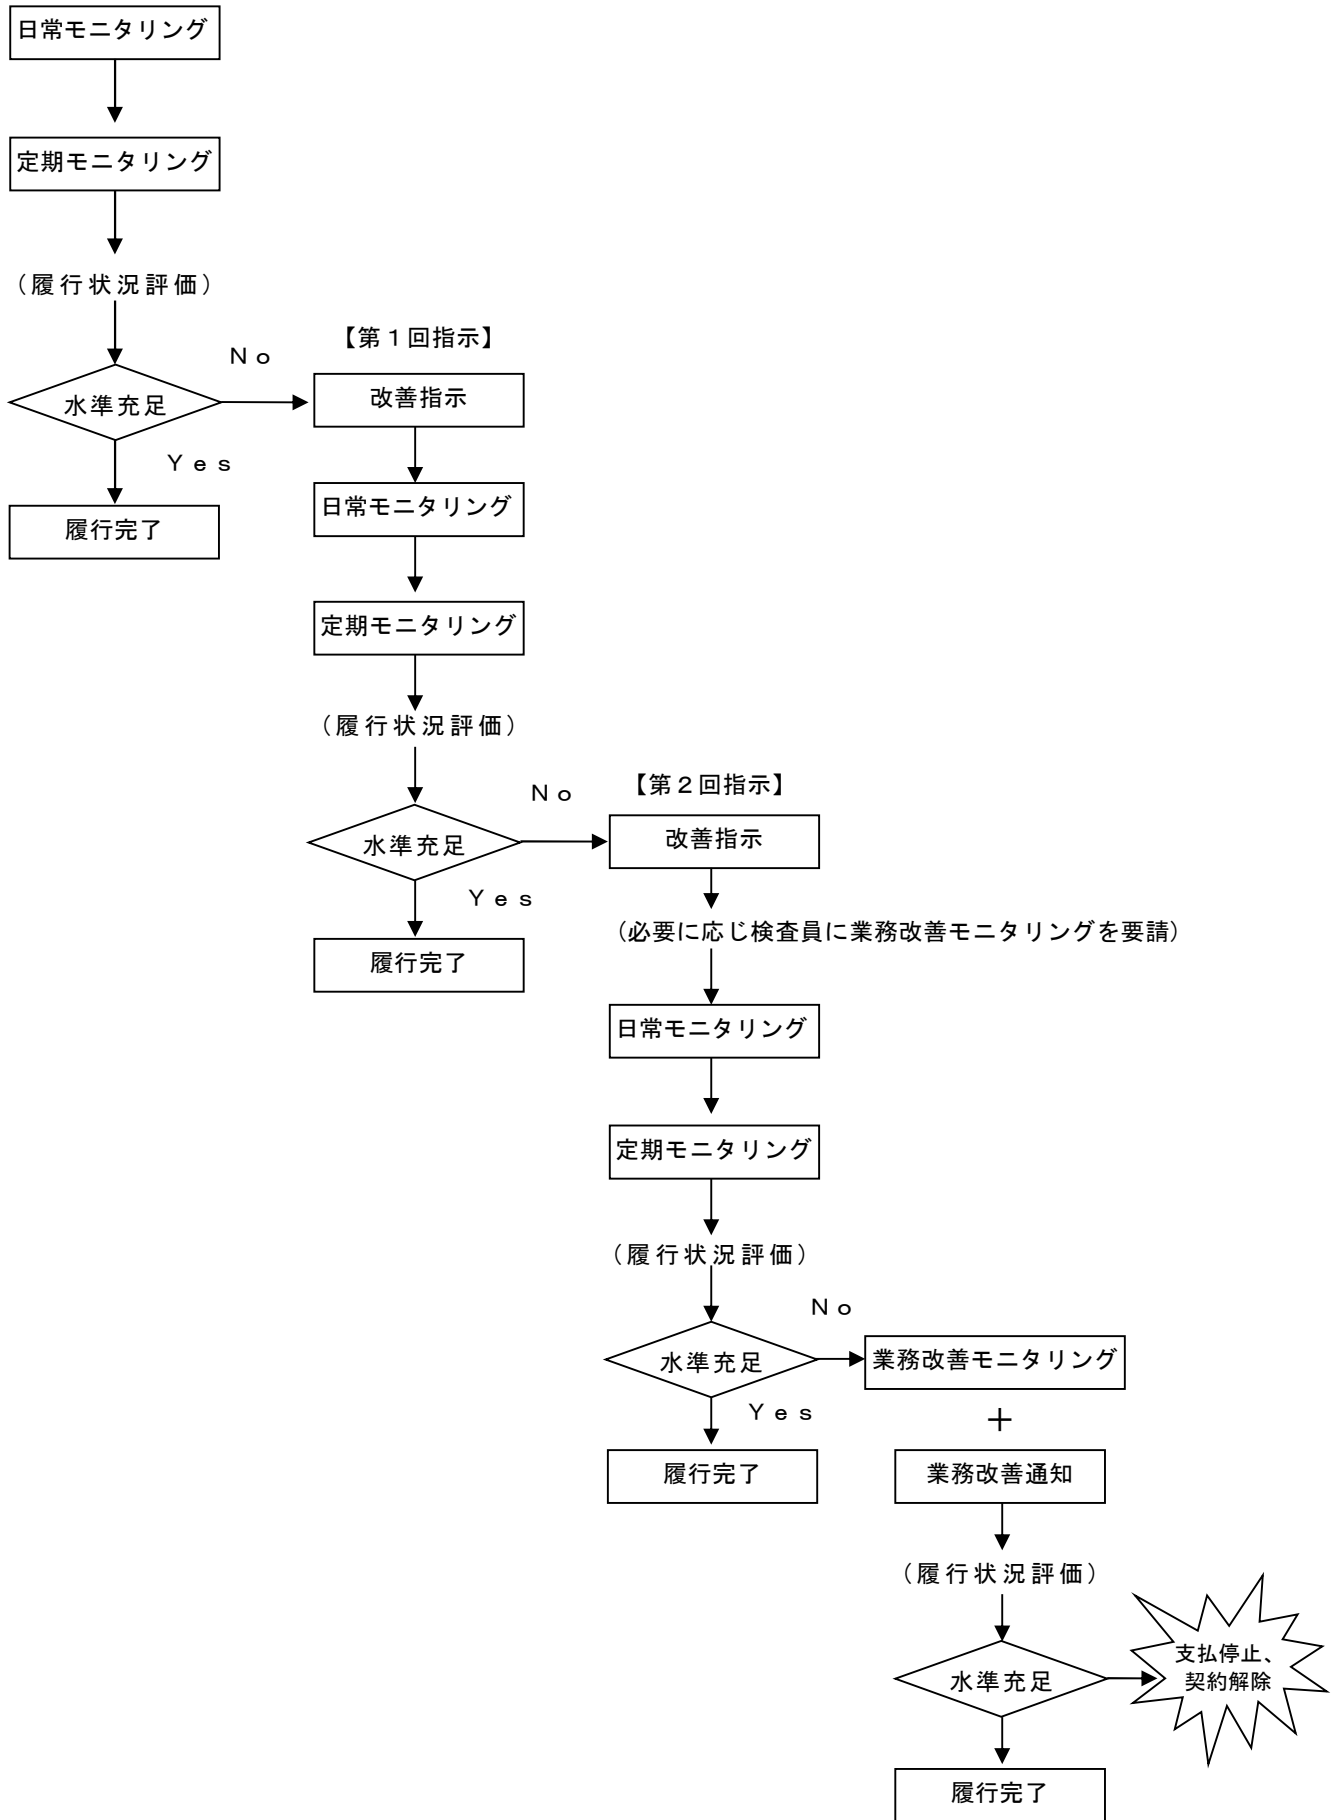 日常モニタリング
定期モニタリング
（履行状況評価）
水準充足
Ｎｏ
Ｙｅｓ
履行完了
【第１回指示】
改善指示
日常モニタリング
定期モニタリング
（履行状況評価）
水準充足
Ｎｏ
Ｙｅｓ
履行完了
【第２回指示】
改善指示
（必要に応じ検査員に業務改善モニタリングを要請）
日常モニタリング
定期モニタリング
（履行状況評価）
水準充足
Ｎｏ
Ｙｅｓ
履行完了
業務改善モニタリング
＋
業務改善通知
（履行状況評価）
水準充足
支払停止、
契約解除
履行完了